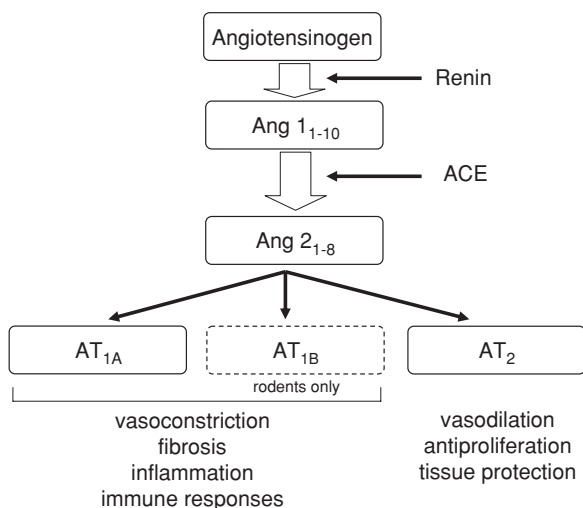 Angiotensinogen
Renin
Ang 1₁₋₁₀
ACE
Ang 2₁₋₈
AT₁A
AT₁B
AT₂
rodents only
vasoconstriction
fibrosis
inflammation
immune responses
vasodilation
antiproliferation
tissue protection